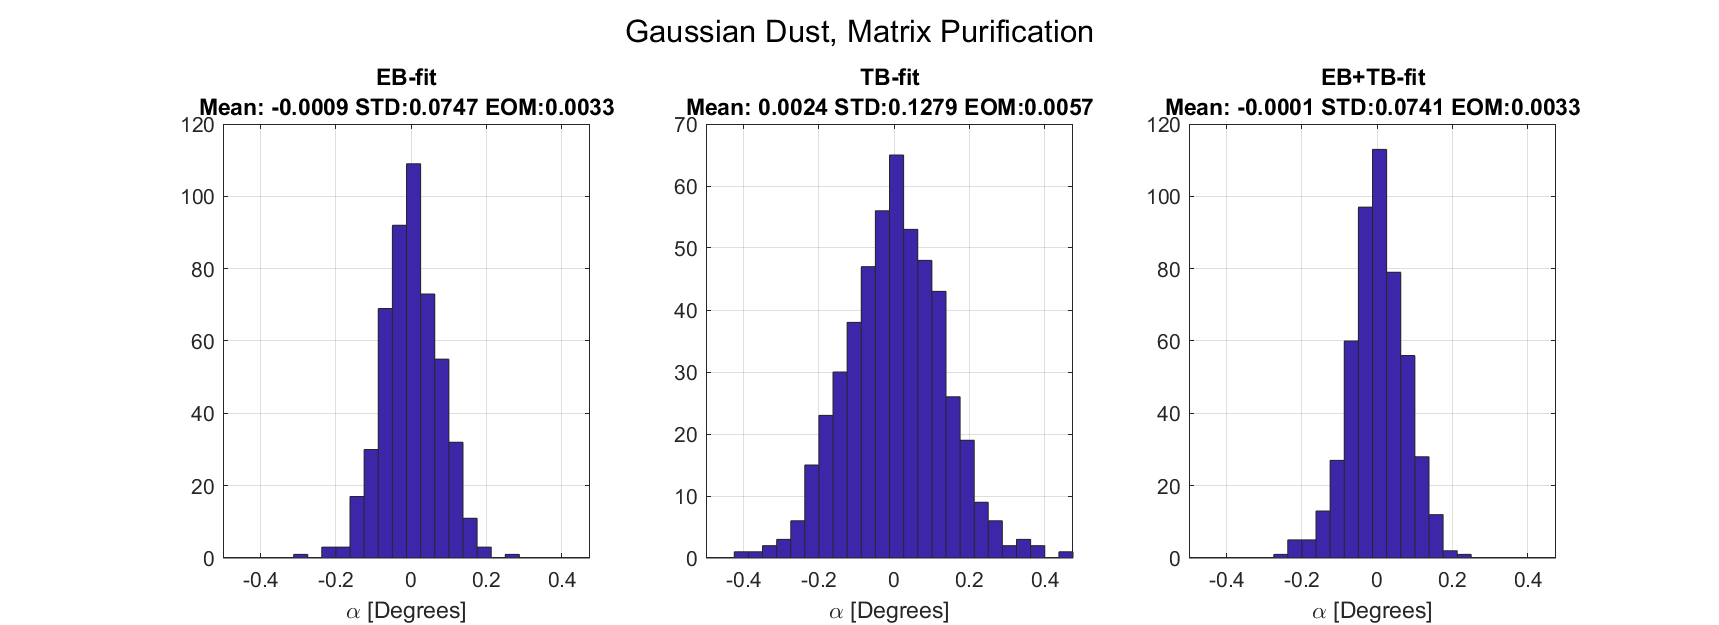 Gaussian Dust, Matrix Purification
EB-fit
Mean: -0.0009 STD:0.0747 EOM:0.0033
120
100
80
60
40
20
0
-0.4 -0.2 0 0.2 0.4
α [Degrees]
TB-fit
Mean: 0.0024 STD:0.1279 EOM:0.0057
70
60
50
40
30
20
10
0
-0.4 -0.2 0 0.2 0.4
α [Degrees]
EB+TB-fit
Mean: -0.0001 STD:0.0741 EOM:0.0033
120
100
80
60
40
20
0
-0.4 -0.2 0 0.2 0.4
α [Degrees]